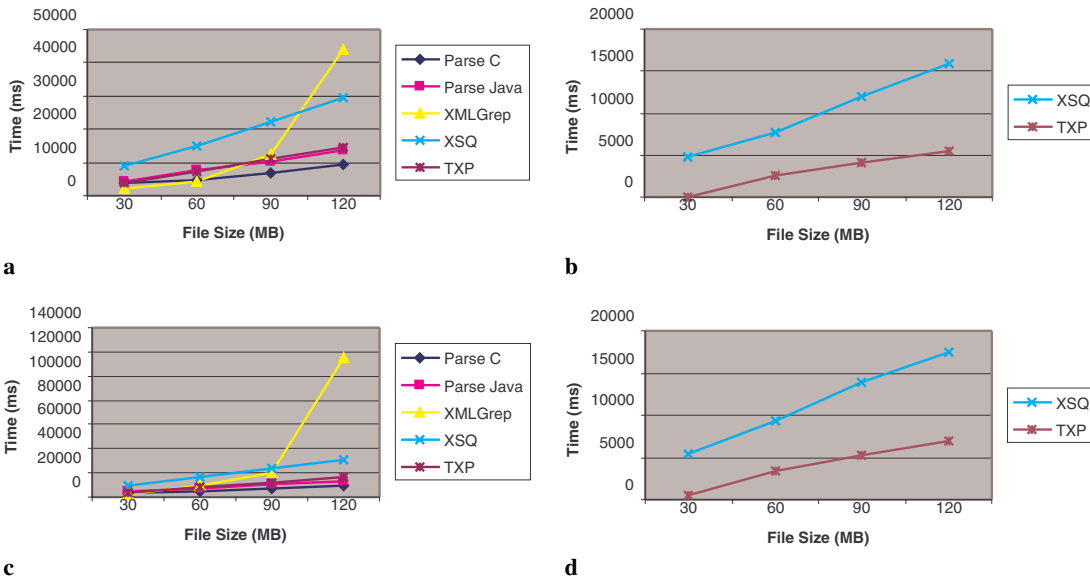 50000
40000
30000
20000
10000
0
Time (ms)
30
60
90
120
File Size (MB)
Parse C
Parse Java
XMLGrep
XSQ
TXP
a
20000
15000
10000
5000
0
Time (ms)
30
60
90
120
File Size (MB)
XSQ
TXP
b
140000
120000
100000
80000
60000
40000
20000
0
Time (ms)
30
60
90
120
File Size (MB)
Parse C
Parse Java
XMLGrep
XSQ
TXP
c
20000
15000
10000
5000
0
Time (ms)
30
60
90
120
File Size (MB)
XSQ
TXP
d